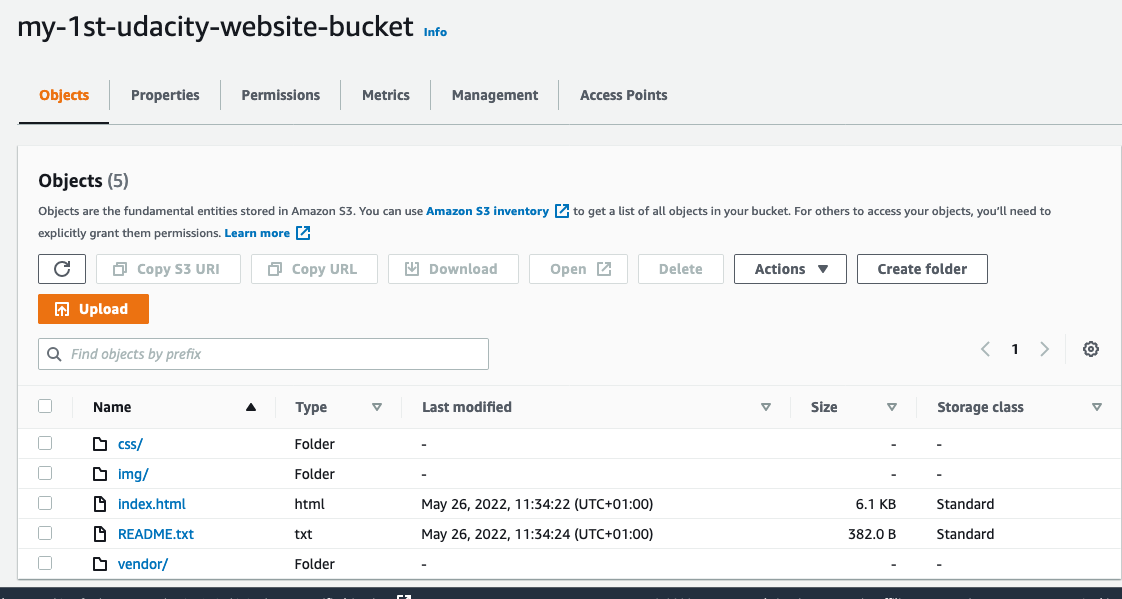 my-1st-udacity-website-bucket Info
Objects Properties Permissions Metrics Management Access Points
Objects (5)
Objects are the fundamental entities stored in Amazon S3. You can use Amazon S3 inventory to get a list of all objects in your bucket. For others to access your objects, you'll need to
explicitly grant them permissions. Learn more
Copy S3 URI Copy URL Download Open Delete Actions Create folder
Upload
Find objects by prefix 1
Name Type Last modified Size Storage class
css/ Folder - - -
img/ Folder - - -
index.html html May 26, 2022, 11:34:22 (UTC+01:00) 6.1 KB Standard
README.txt txt May 26, 2022, 11:34:24 (UTC+01:00) 382.0 B Standard
vendor/ Folder - - -